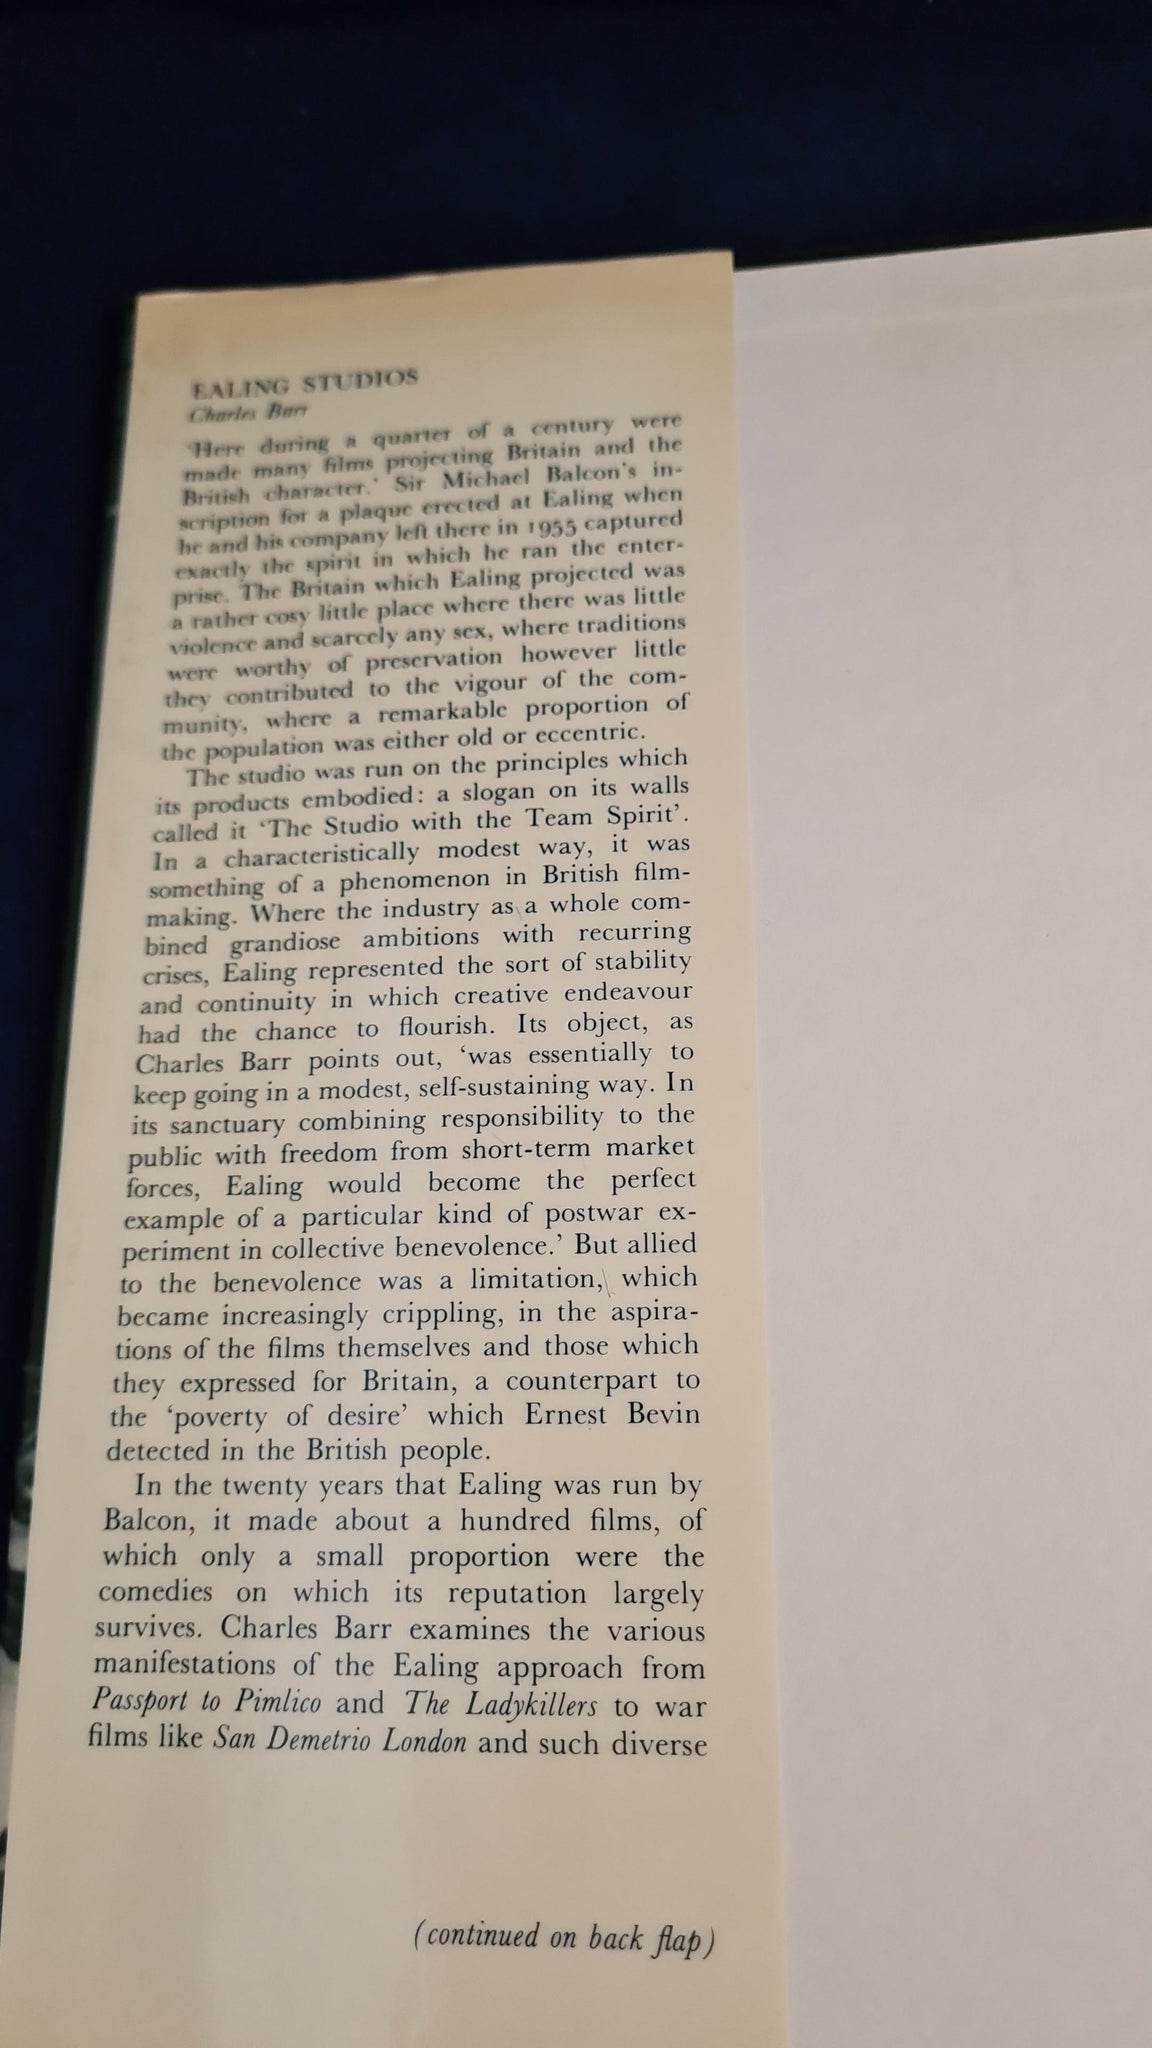 EALING STUDIOS
Charles Barr
'Here during a quarter of a century were
made many films projecting Britain and the
British character.' Sir Michael Balcon's in-
scription for a plaque erected at Ealing when
he and his company left there in 1955 captured
exactly the spirit in which he ran the enter-
prise. The Britain which Ealing projected was
a rather cosy little place where there was little
violence and scarcely any sex, where traditions
were worthy of preservation however little
they contributed to the vigour of the com-
munity, where a remarkable proportion of
the population was either old or eccentric.
The studio was run on the principles which
its products embodied: a slogan on its walls
called it 'The Studio with the Team Spirit'.
In a characteristically modest way, it was
something of a phenomenon in British film-
making. Where the industry as a whole com-
bined grandiose ambitions with recurring
crises, Ealing represented the sort of stability
and continuity in which creative endeavour
had the chance to flourish. Its object, as
Charles Barr points out, 'was essentially to
keep going in a modest, self-sustaining way. In
its sanctuary combining responsibility to the
public with freedom from short-term market
forces, Ealing would become the perfect
example of a particular kind of postwar ex-
periment in collective benevolence.' But allied
to the benevolence was a limitation, which
became increasingly crippling, in the aspira-
tions of the films themselves and those which
they expressed for Britain, a counterpart to
the 'poverty of desire' which Ernest Bevin
detected in the British people.
In the twenty years that Ealing was run by
Balcon, it made about a hundred films, of
which only a small proportion were the
comedies on which its reputation largely
survives. Charles Barr examines the various
manifestations of the Ealing approach from
Passport to Pimlico and The Ladykillers to war
films like San Demetrio London and such diverse
(continued on back flap)